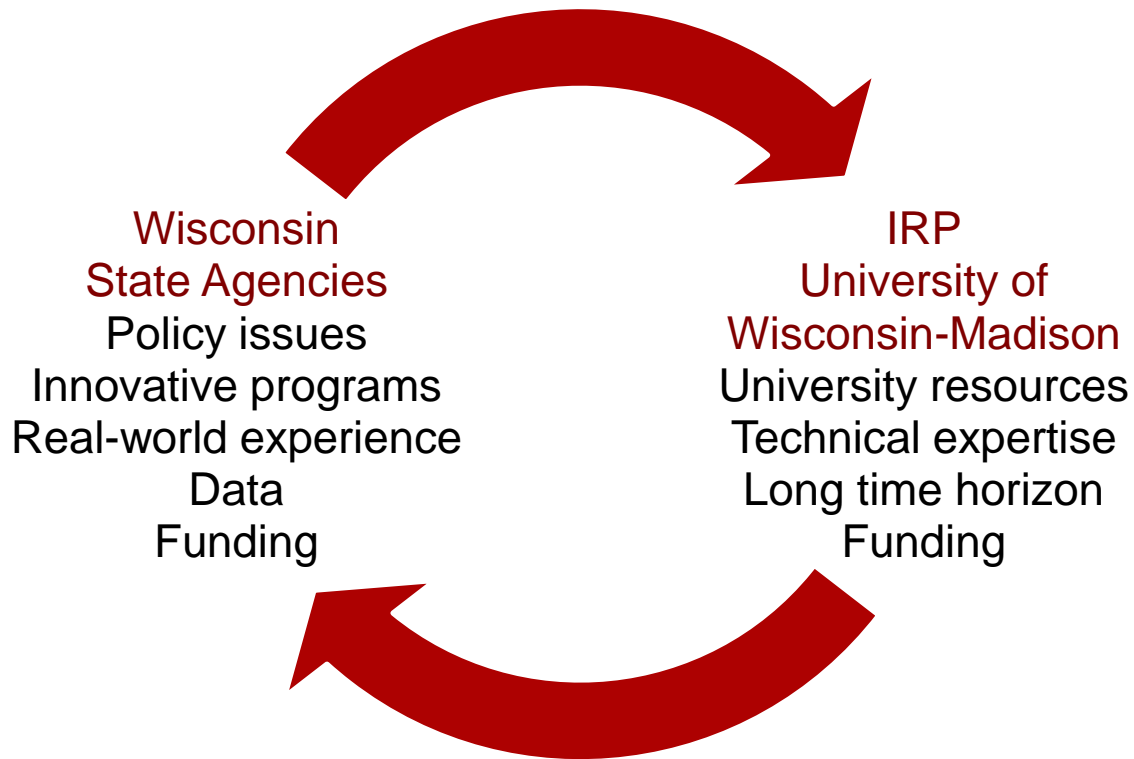 Wisconsin
State Agencies
Policy issues
Innovative programs
Real-world experience
Data
Funding
IRP
University of
Wisconsin-Madison
University resources
Technical expertise
Long time horizon
Funding